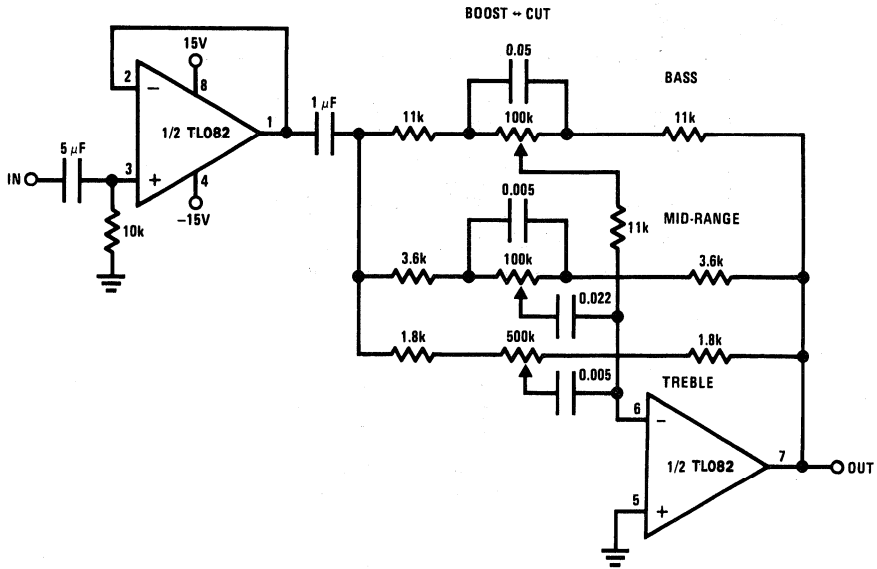 BOOST ↔ CUT
15V
0.05
BASS
2
8
−
1 μF
11k
100k
11k
1/2 TL082
1
5 μF
IN
3
+
4
−15V
0.005
10k
11k
MID-RANGE
3.6k
100k
3.6k
0.022
1.8k
500k
1.8k
0.005
TREBLE
6
−
1/2 TL082
7
OUT
5
+